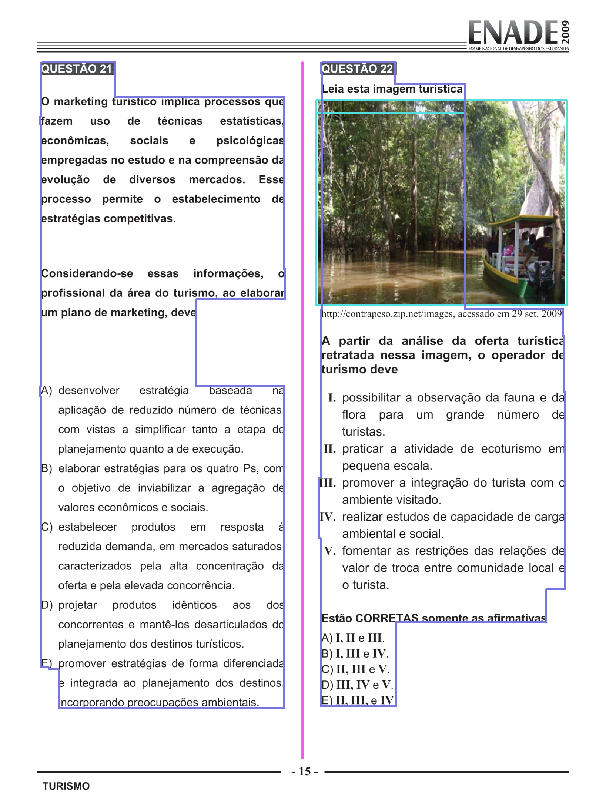 ENADE 2009
QUESTÃO 21
O marketing turístico implica processos que
fazem uso de técnicas estatísticas,
econômicas, sociais e psicológicas
empregadas no estudo e na compreensão da
evolução de diversos mercados. Esse
processo permite o estabelecimento de
estratégias competitivas.
Considerando-se essas informações, o
profissional da área do turismo, ao elaborar
um plano de marketing, deve
A) desenvolver estratégia baseada na
aplicação de reduzido número de técnicas,
com vistas a simplificar tanto a etapa de
planejamento quanto a de execução.
B) elaborar estratégias para os quatro Ps, com
o objetivo de inviabilizar a agregação de
valores econômicos e sociais.
C) estabelecer produtos em resposta à
reduzida demanda, em mercados saturados,
caracterizados pela alta concentração da
oferta e pela elevada concorrência.
D) projetar produtos idênticos aos dos
concorrentes e mantê-los desarticulados do
planejamento dos destinos turísticos.
E) promover estratégias de forma diferenciada
e integrada ao planejamento dos destinos,
incorporando preocupações ambientais.
QUESTÃO 22
Leia esta imagem turística
http://contrapeso.zip.net/images, acessado em 29 set. 2009
A partir da análise da oferta turística
retratada nessa imagem, o operador de
turismo deve
I. possibilitar a observação da fauna e da
flora para um grande número de
turistas.
II. praticar a atividade de ecoturismo em
pequena escala.
III. promover a integração do turista com o
ambiente visitado.
IV. realizar estudos de capacidade de carga
ambiental e social.
V. fomentar as restrições das relações de
valor de troca entre comunidade local e
o turista.
Estão CORRETAS somente as afirmativas
A) I, II e III.
B) I, III e IV.
C) II, III e V.
D) III, IV e V.
E) II, III, e IV
- 15 -
TURISMO